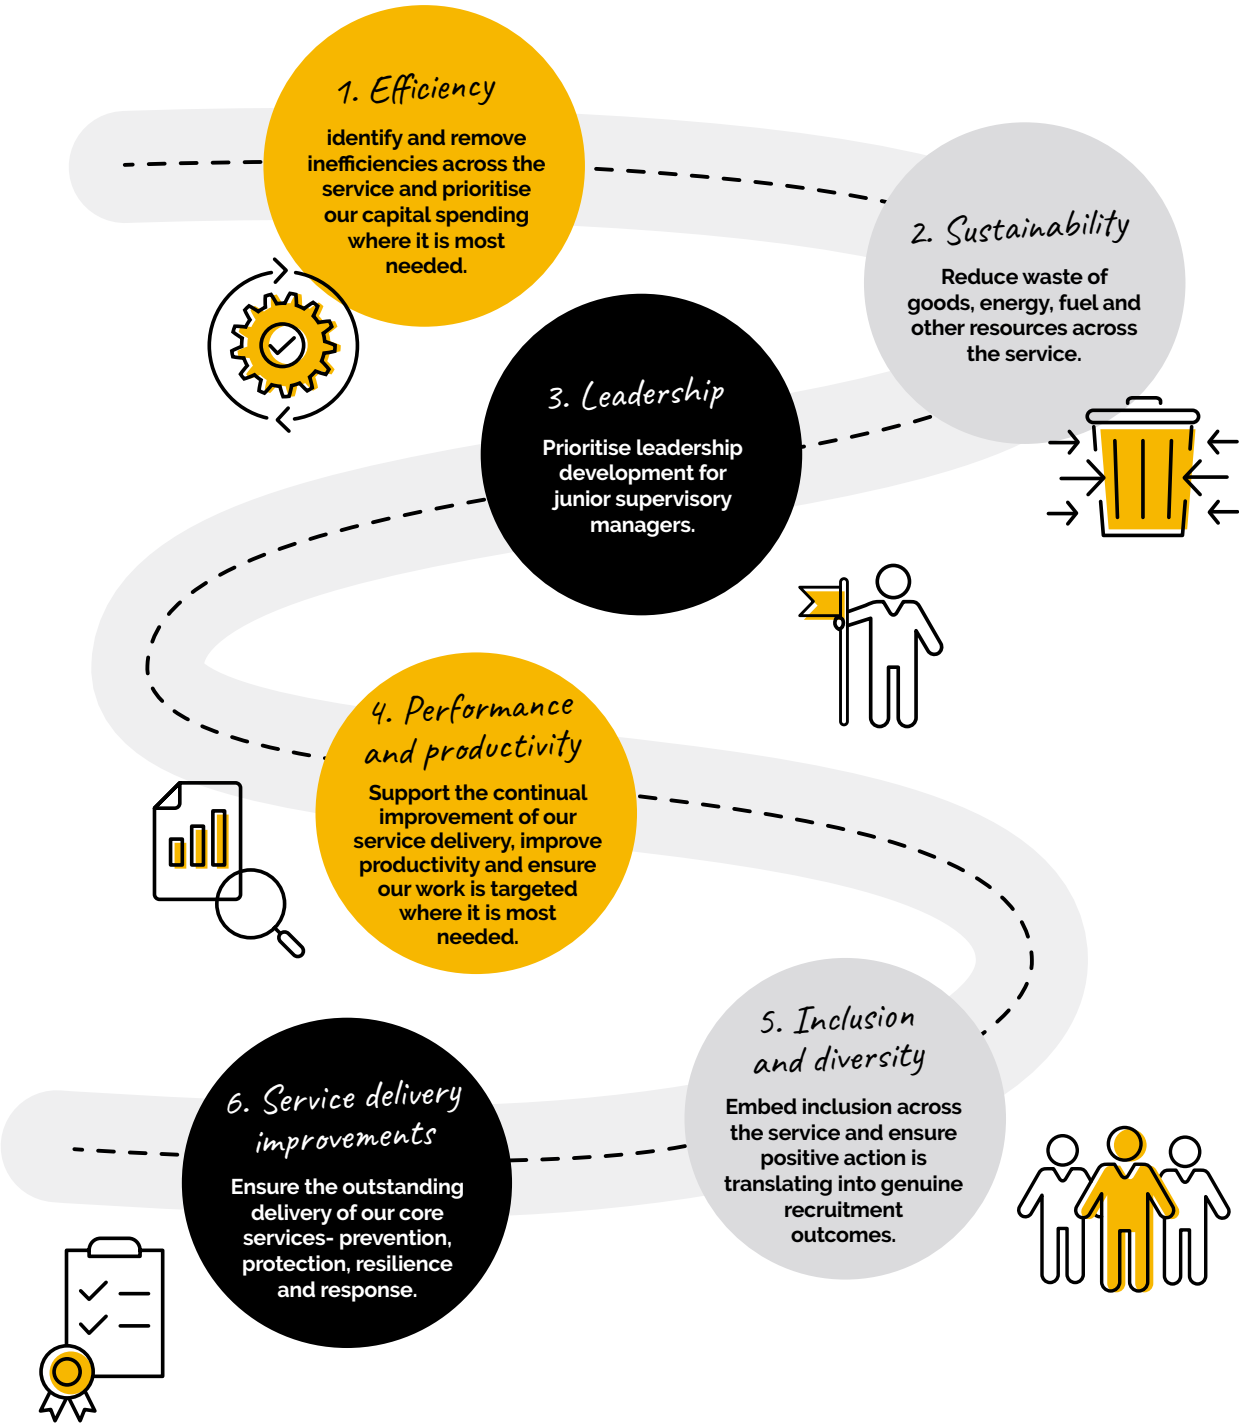 1. Efficiency
identify and remove
inefficiencies across the
service and prioritise
our capital spending
where it is most
needed.
2. Sustainability
Reduce waste of
goods, energy, fuel and
other resources across
the service.
3. Leadership
Prioritise leadership
development for
junior supervisory
managers.
4. Performance
and productivity
Support the continual
improvement of our
service delivery, improve
productivity and ensure
our work is targeted
where it is most
needed.
5. Inclusion
and diversity
Embed inclusion across
the service and ensure
positive action is
translating into genuine
recruitment
outcomes.
6. Service delivery
improvements
Ensure the outstanding
delivery of our core
services- prevention,
protection, resilience
and response.